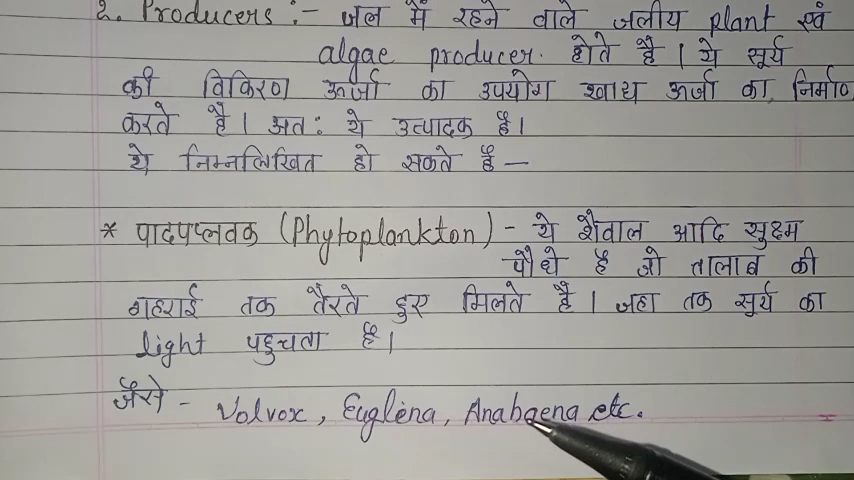 2. Producers :- जल में रहने वाले जलीय plant एवं
algae producer. होते है । ये सूर्य
की विकिरण ऊर्जा का उपयोग खाध ऊर्जा का निर्माण
करते है । अतः ये उत्पादक है।
ये निम्नलिखित हो सकते है —
* पादपप्लवक (Phytoplankton) - ये शैवाल आदि सुक्ष्म
पौधे है जो तालाब की
गहराई तक तैरते हुए मिलते है । जहा तक सूर्य का
light पहुचता है।
जैसे - Volvox, Euglena, Anabaena etc.